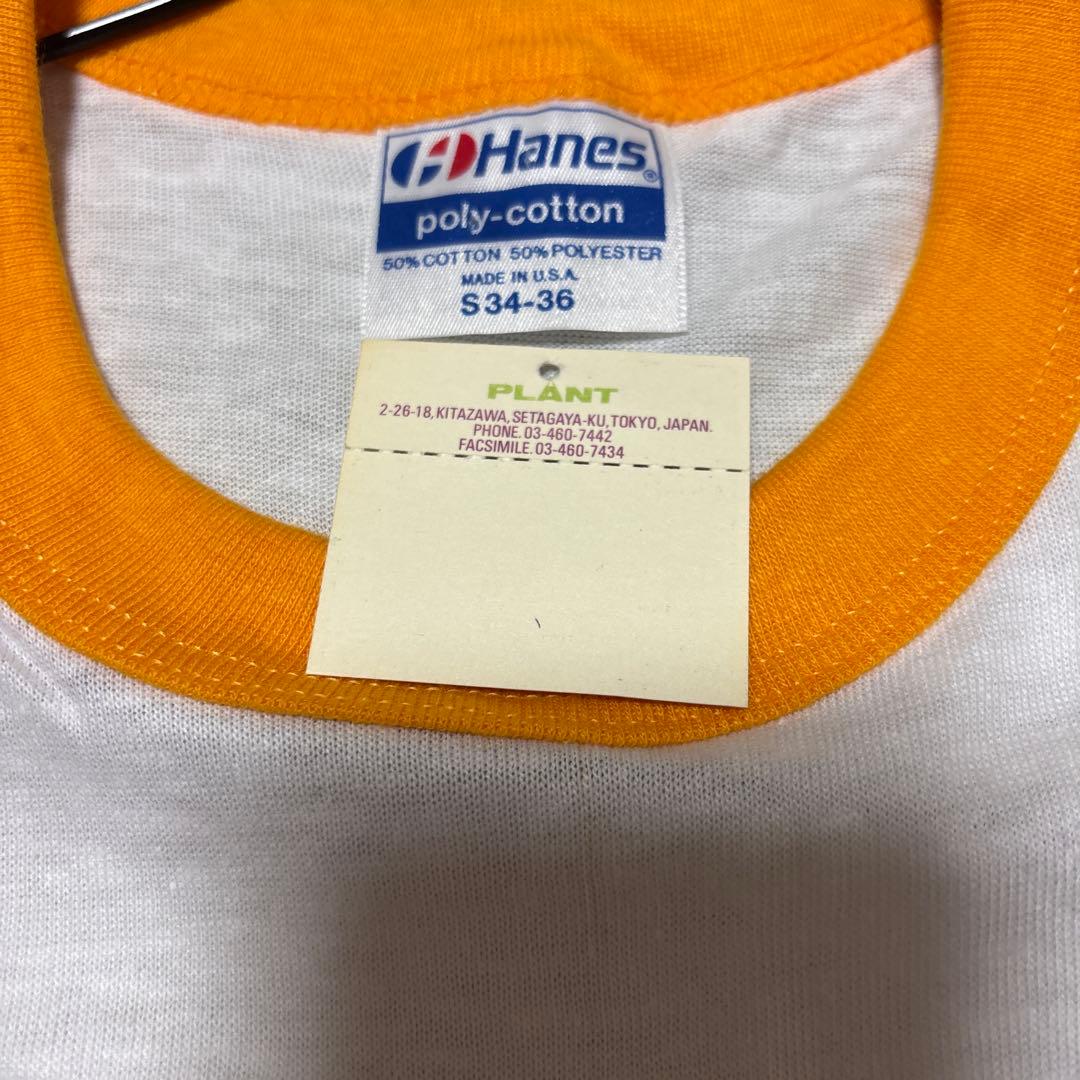 Hanes®
poly-cotton
50% COTTON 50% POLYESTER
MADE IN U.S.A.
S 34-36
PLANT
2-26-18, KITAZAWA, SETAGAYA-KU, TOKYO, JAPAN.
PHONE. 03-460-7442
FACSIMILE. 03-460-7434